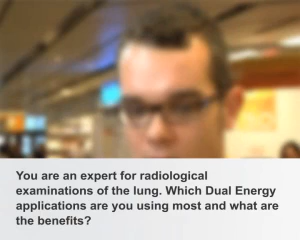 You are an expert for radiological
examinations of the lung. Which Dual Energy
applications are you using most and what are
the benefits?